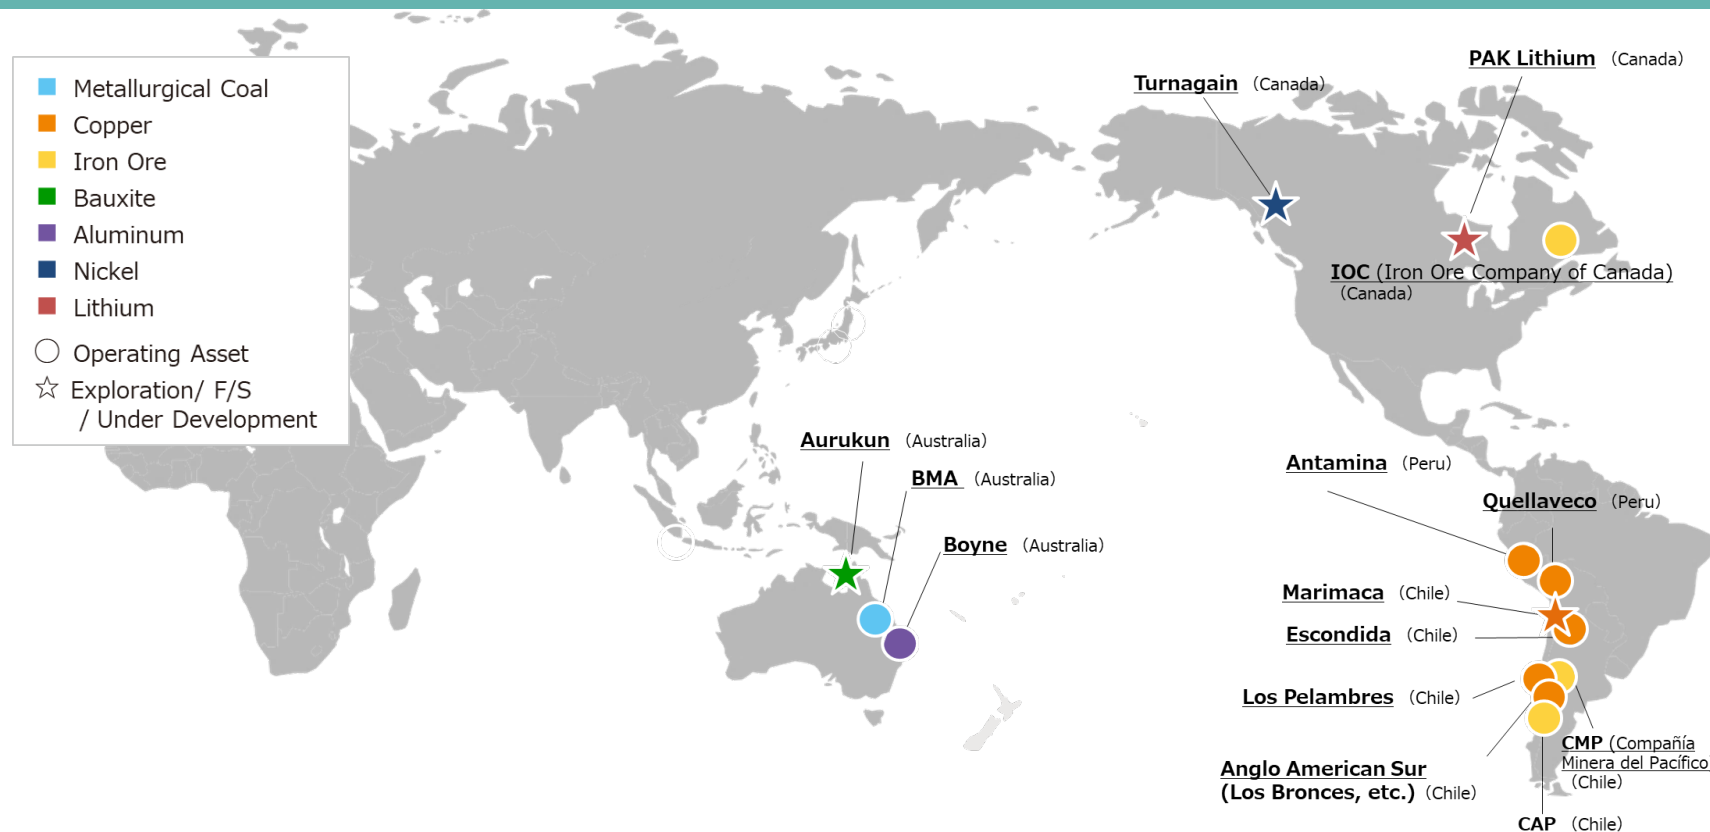 Metallurgical Coal
Copper
Iron Ore
Bauxite
Aluminum
Nickel
Lithium
Operating Asset
Exploration/ F/S
/ Under Development
PAK Lithium (Canada)
Turnagain (Canada)
IOC (Iron Ore Company of Canada)
(Canada)
Aurukun (Australia)
BMA (Australia)
Boyne (Australia)
Antamina (Peru)
Quellaveco (Peru)
Marimaca (Chile)
Escondida (Chile)
Los Pelambres (Chile)
CMP (Compañía
Minera del Pacífico)
(Chile)
Anglo American Sur
(Los Bronces, etc.) (Chile)
CAP (Chile)